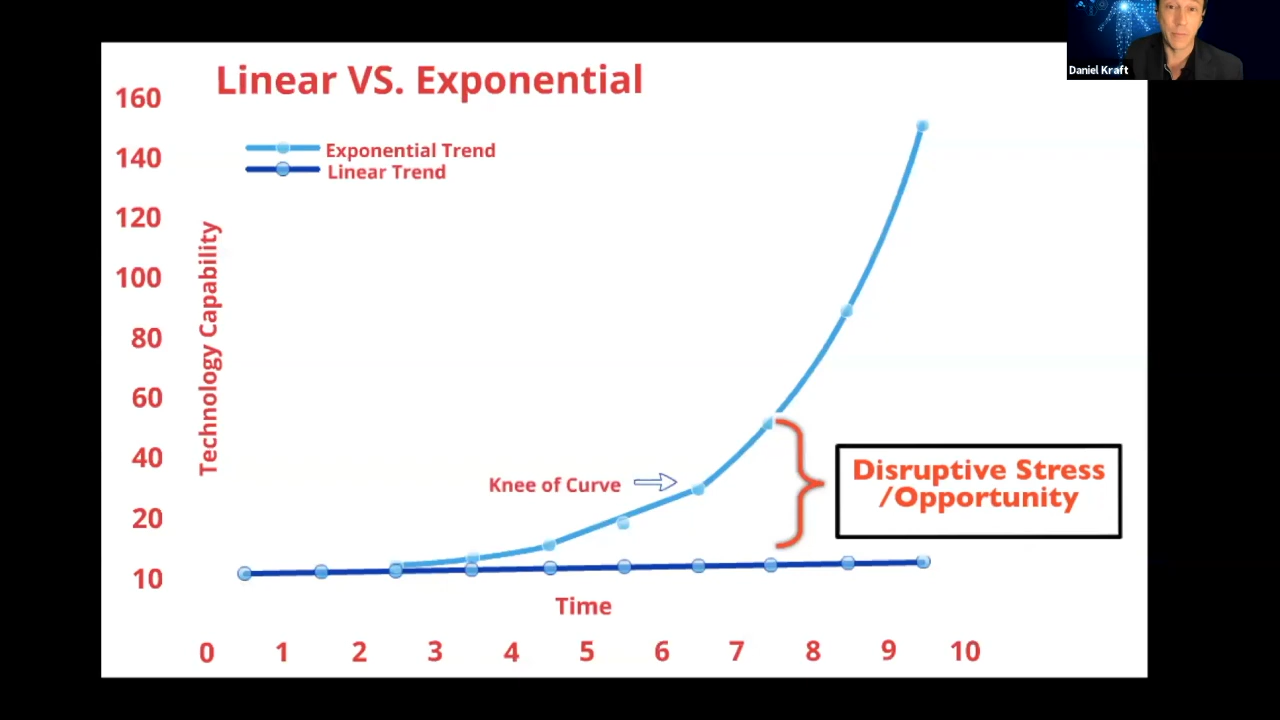 Daniel Kraft
Linear VS. Exponential
Exponential Trend
Linear Trend
160
140
120
100
80
60
40
20
10
Technology Capability
Knee of Curve
Disruptive Stress
/Opportunity
Time
0 1 2 3 4 5 6 7 8 9 10